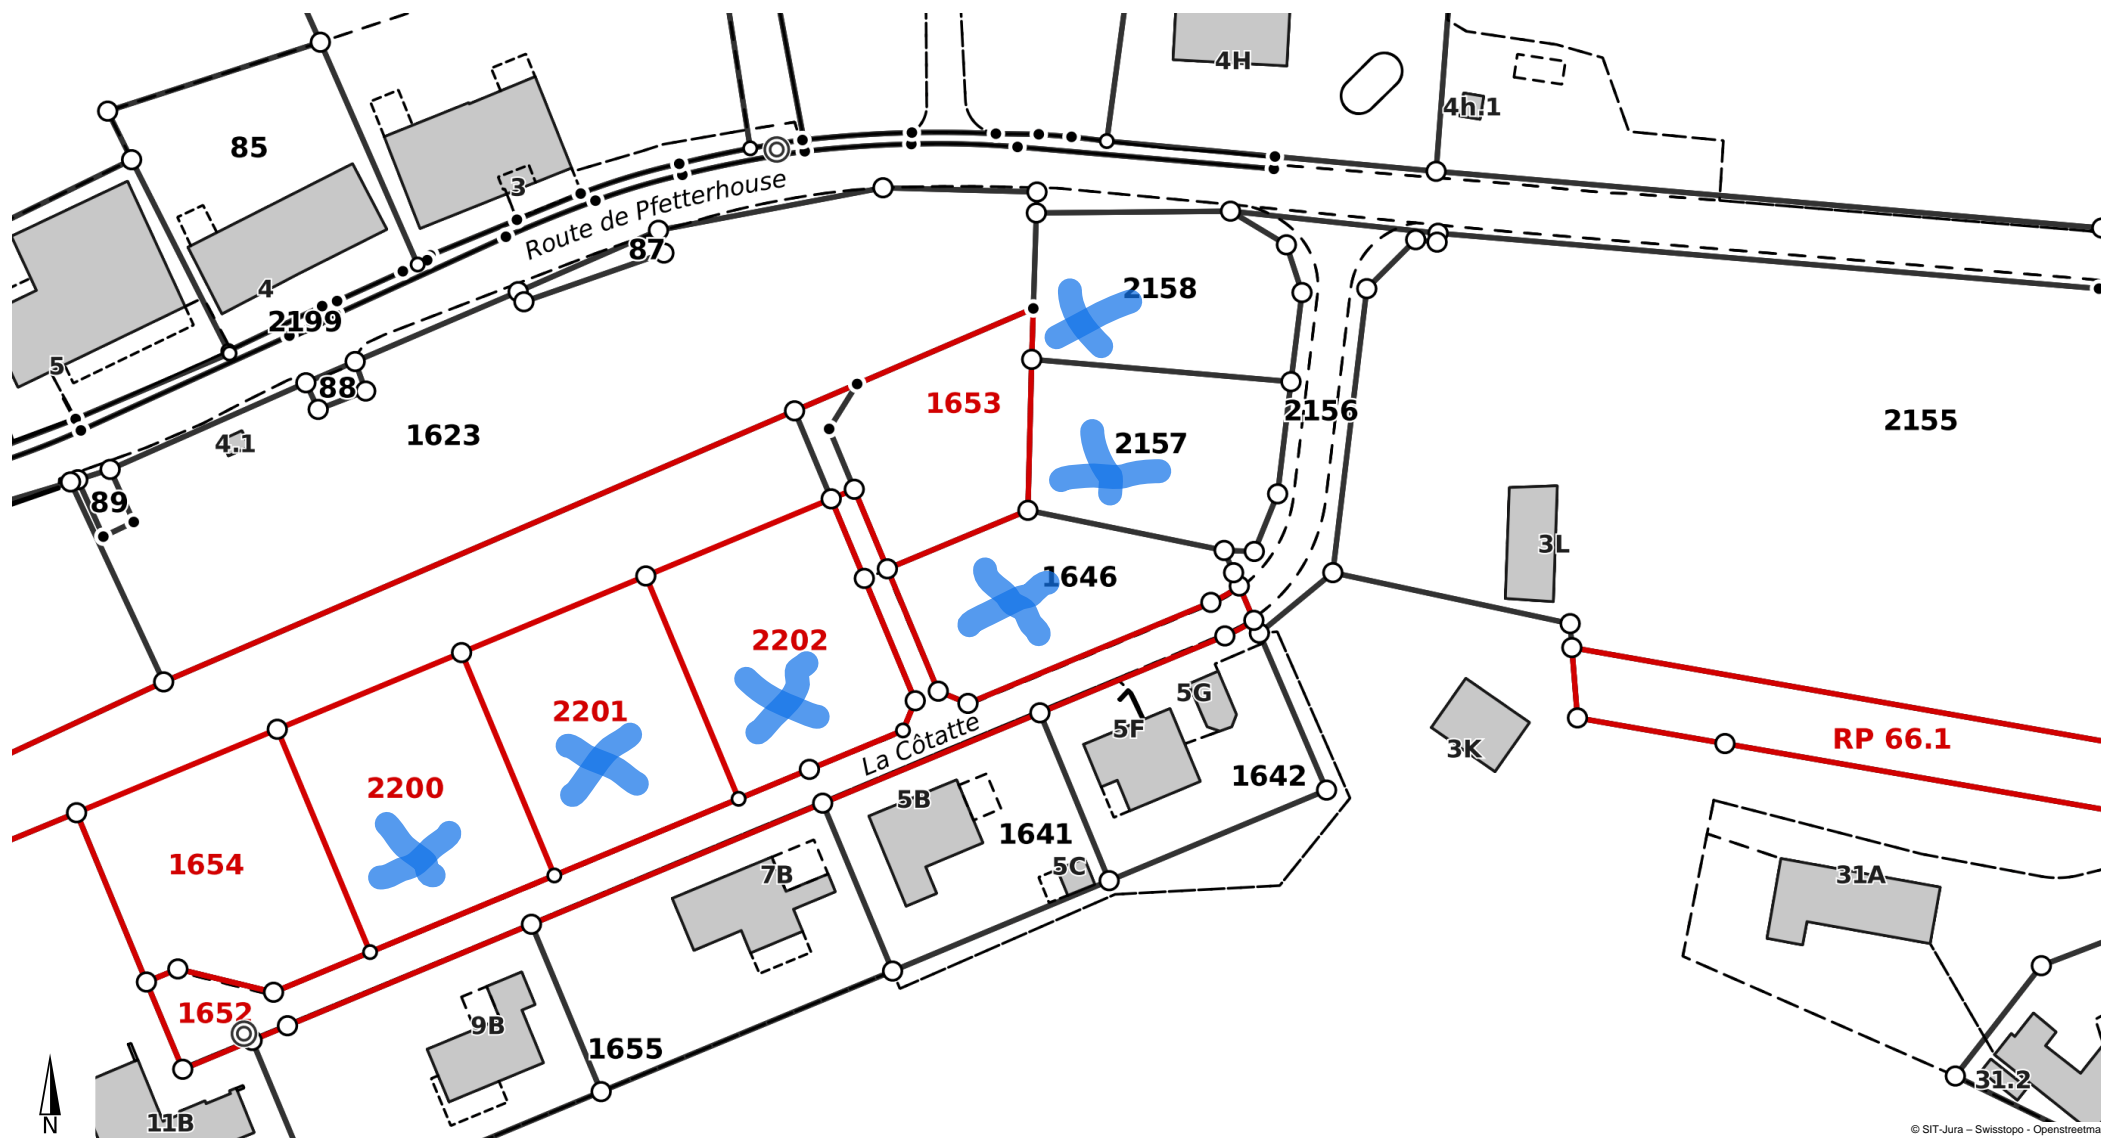 4H
4h.1
85
3
Route de Pfetterhouse
87
4
2158
2199
5
88
1653
2156
2155
1623
4.1
2157
89
3L
1646
2202
5G
2201
5F
La Côtatte
3K
RP 66.1
1642
2200
5B
1641
1654
5C
7B
31A
1652
9B
1655
31.2
11B
N
© SIT-Jura – Swisstopo - Openstreetma